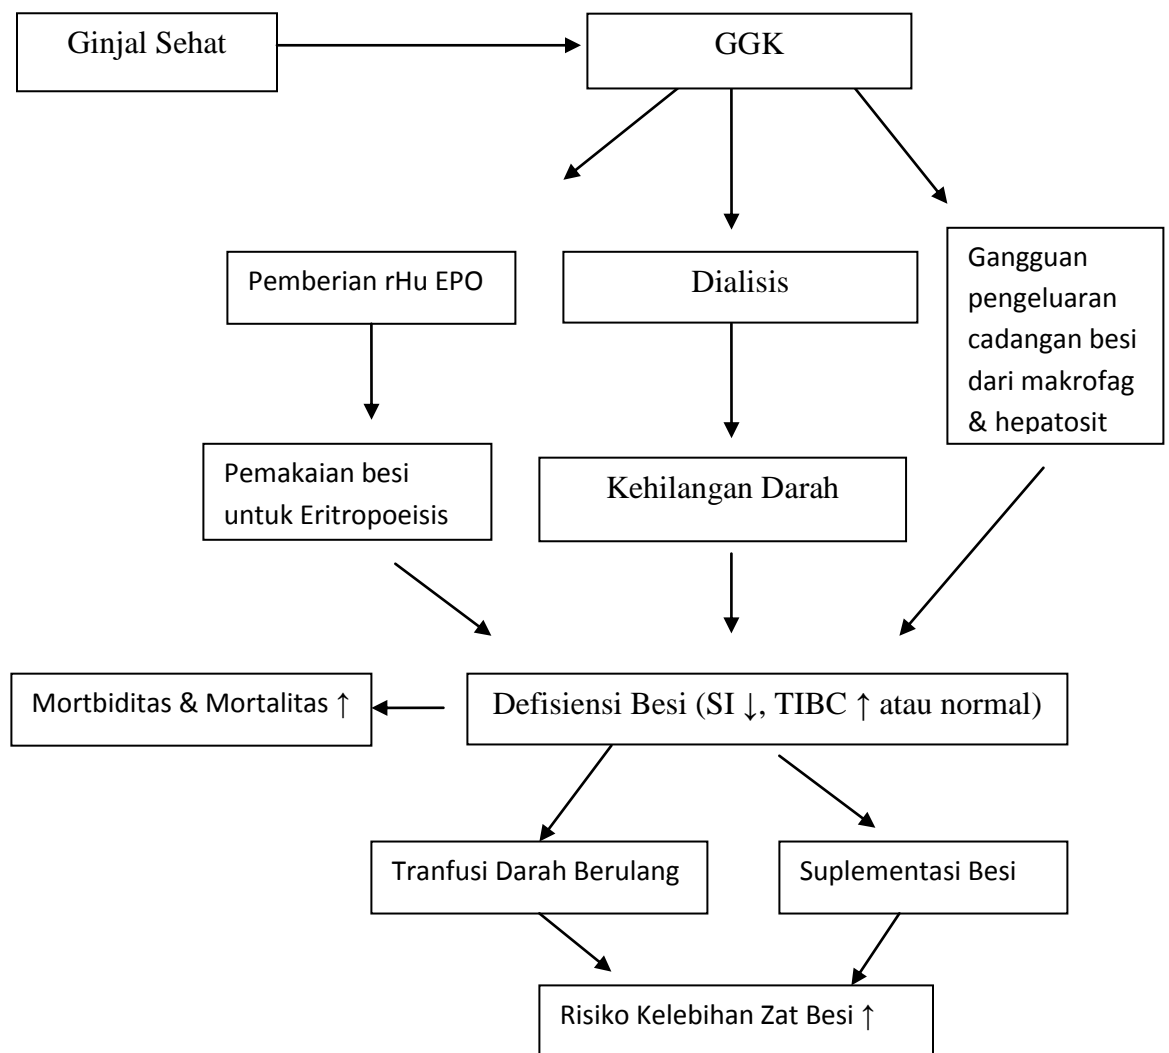 Ginjal Sehat
GGK
Pemberian rHu EPO
Dialisis
Gangguan
pengeluaran
cadangan besi
dari makrofag
& hepatosit
Pemakaian besi
untuk Eritropoeisis
Kehilangan Darah
Mortbiditas & Mortalitas ↑
Defisiensi Besi (SI ↓, TIBC ↑ atau normal)
Tranfusi Darah Berulang
Suplementasi Besi
Risiko Kelebihan Zat Besi ↑